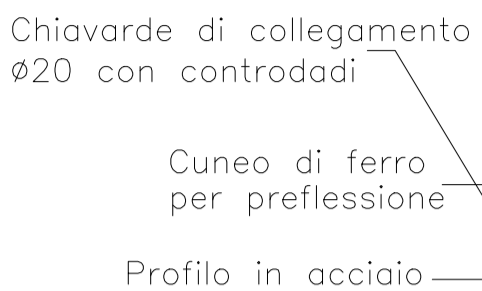 Chiavarde di collegamento
Ø20 con controdadi
Cuneo di ferro
per preflessione
Profilo in acciaio